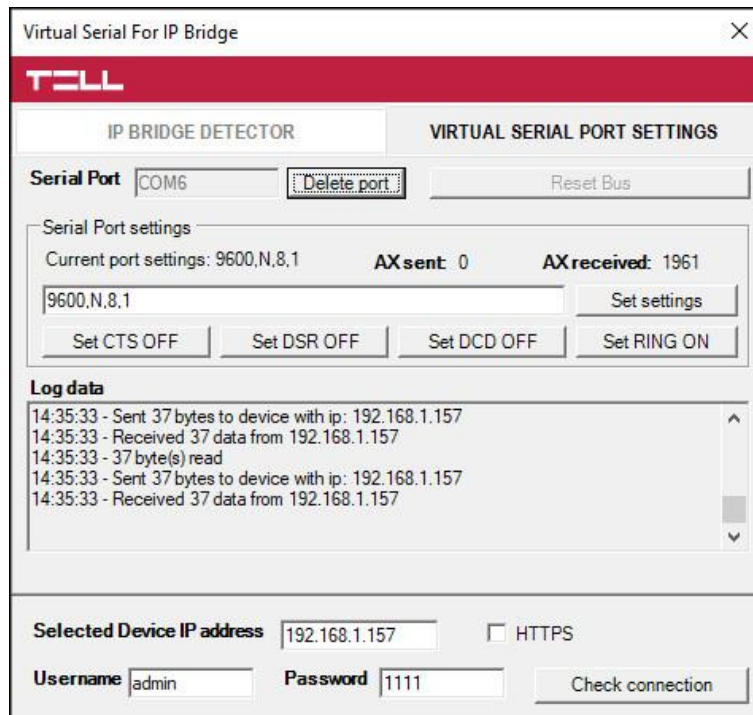 Virtual Serial For IP Bridge
TELL
IP BRIDGE DETECTOR VIRTUAL SERIAL PORT SETTINGS
Serial Port COM6 Delete port Reset Bus
Serial Port settings
Current port settings: 9600,N,8,1 AX sent: 0 AX received: 1961
9600,N,8,1 Set settings
Set CTS OFF Set DSR OFF Set DCD OFF Set RING ON
Log data
14:35:33 - Sent 37 bytes to device with ip: 192.168.1.157
14:35:33 - Received 37 data from 192.168.1.157
14:35:33 - 37 byte(s) read
14:35:33 - Sent 37 bytes to device with ip: 192.168.1.157
14:35:33 - Received 37 data from 192.168.1.157
Selected Device IP address 192.168.1.157 HTTPS
Username admin Password 1111 Check connection